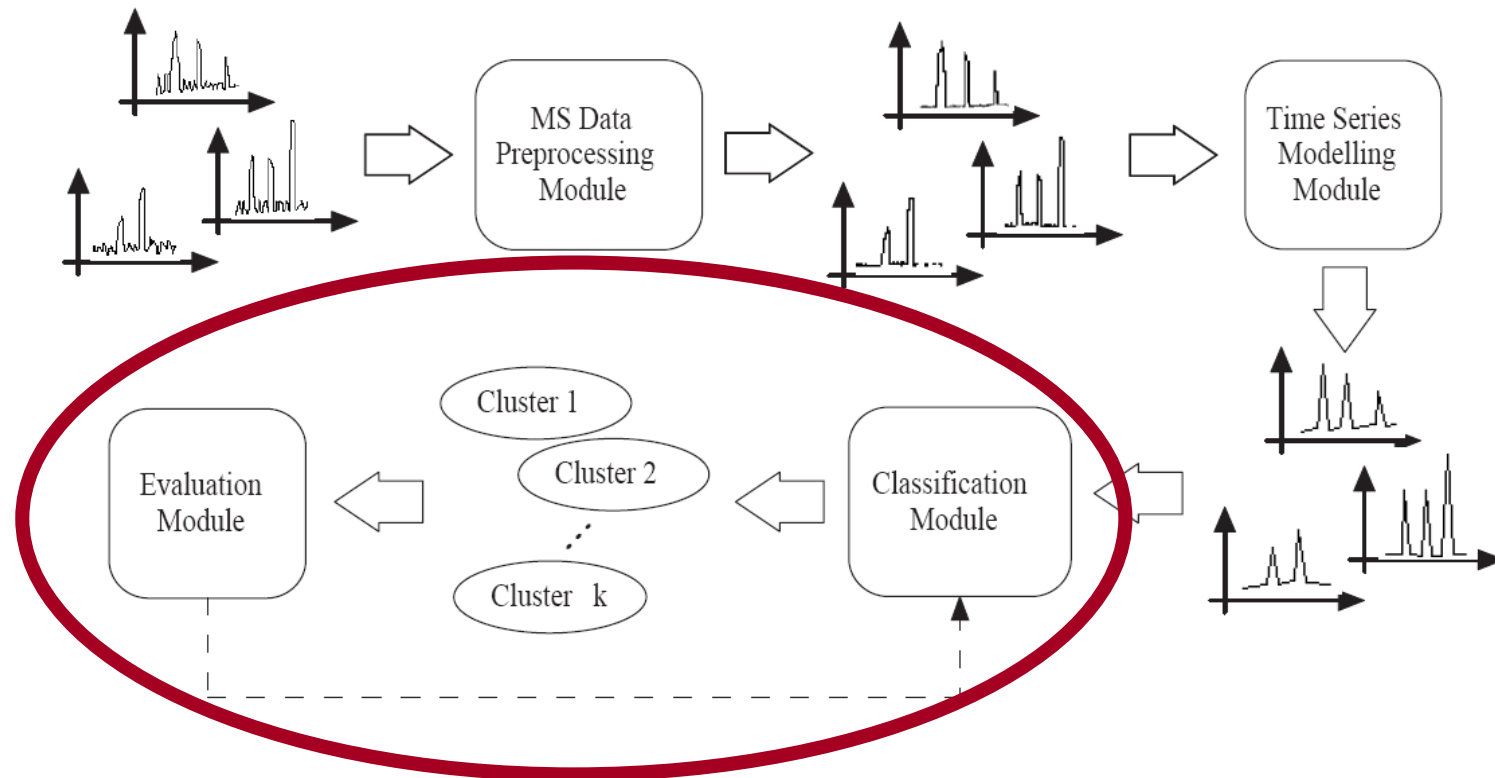 MS Data
Preprocessing
Module
Time Series
Modelling
Module
Cluster 1
Cluster 2
Cluster k
Evaluation
Module
Classification
Module